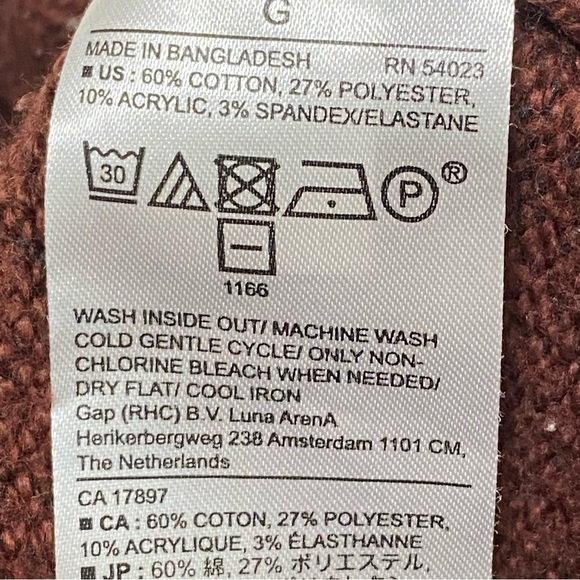 G
MADE IN BANGLADESH RN 54023
US : 60% COTTON, 27% POLYESTER,
10% ACRYLIC, 3% SPANDEX/ELASTANE
30 P ®
1166
WASH INSIDE OUT/ MACHINE WASH
COLD GENTLE CYCLE/ ONLY NON-
CHLORINE BLEACH WHEN NEEDED/
DRY FLAT/ COOL IRON
Gap (RHC) B.V. Luna ArenA
Herikerbergweg 238 Amsterdam 1101 CM,
The Netherlands
CA 17897
CA : 60% COTON, 27% POLYESTER,
10% ACRYLIQUE, 3% ÉLASTHANNE
JP : 60% 綿, 27% ポリエステル,